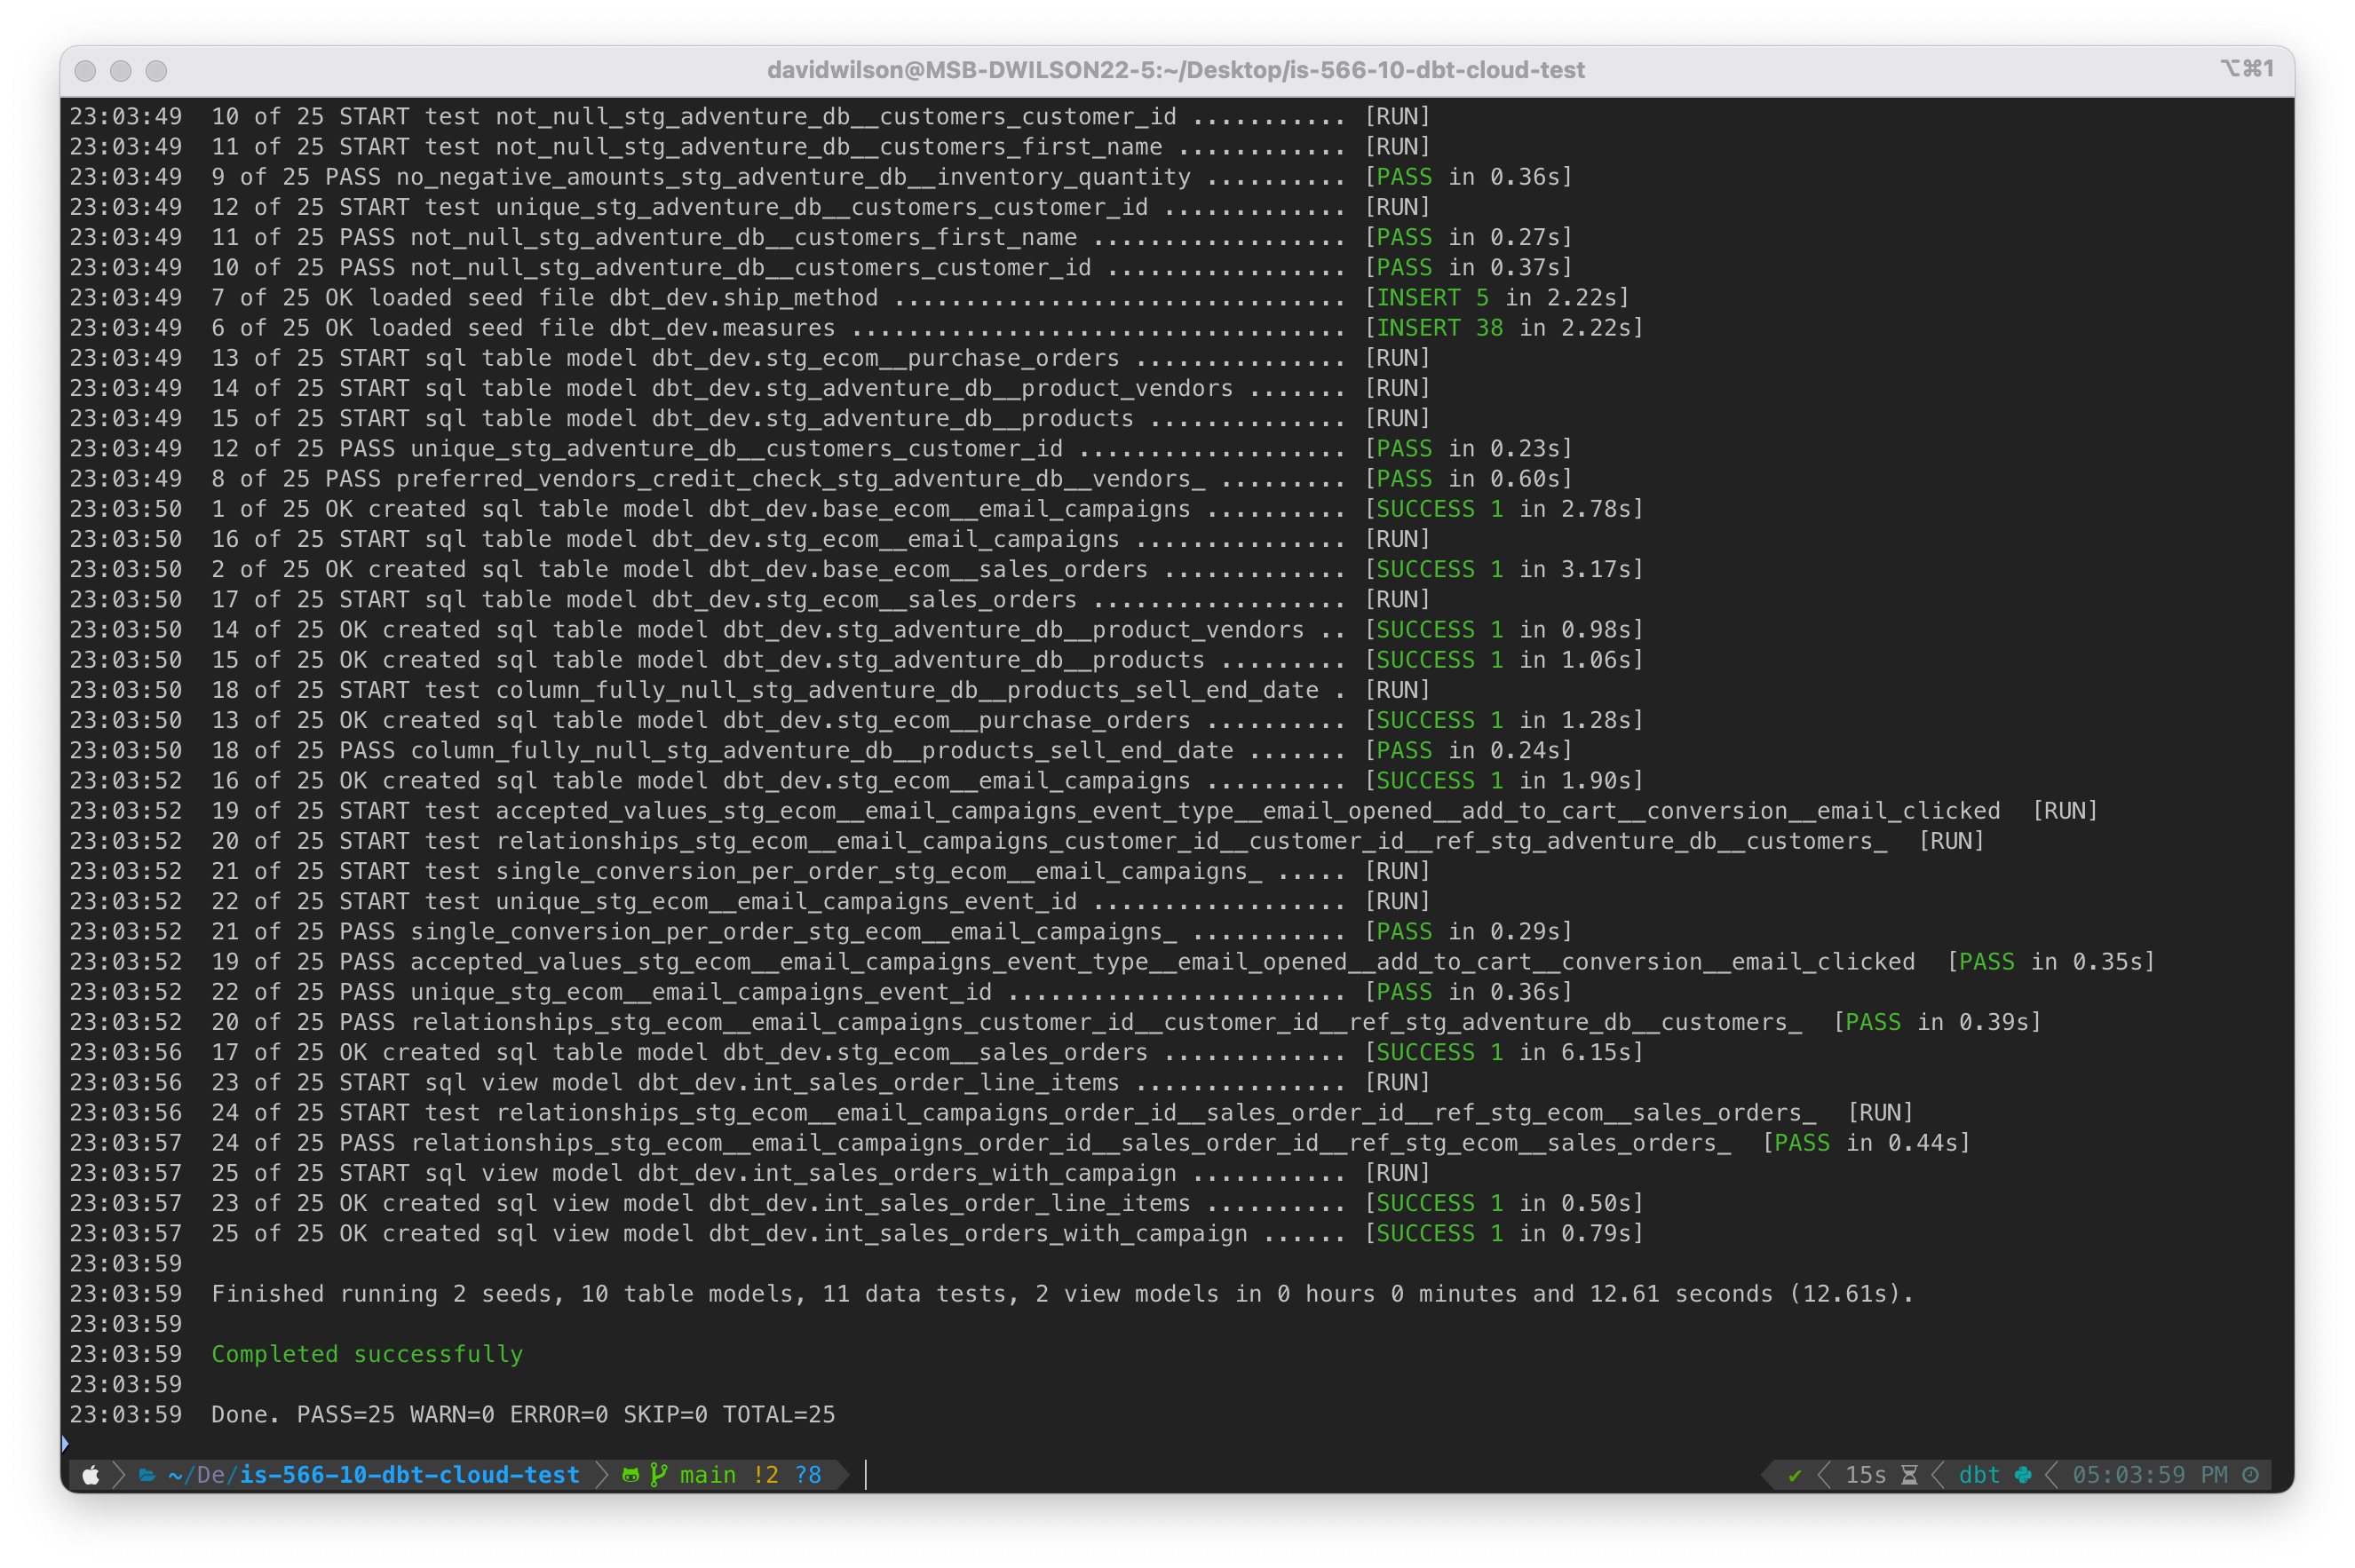 davidwilson@MSB-DWILSON22-5:~/Desktop/is-566-10-dbt-cloud-test ⌥⌘1
23:03:49  10 of 25 START test not_null_stg_adventure_db__customers_customer_id ........... [RUN]
23:03:49  11 of 25 START test not_null_stg_adventure_db__customers_first_name ............ [RUN]
23:03:49  9 of 25 PASS no_negative_amounts_stg_adventure_db__inventory_quantity .......... [PASS in 0.36s]
23:03:49  12 of 25 START test unique_stg_adventure_db__customers_customer_id ............. [RUN]
23:03:49  11 of 25 PASS not_null_stg_adventure_db__customers_first_name .................. [PASS in 0.27s]
23:03:49  10 of 25 PASS not_null_stg_adventure_db__customers_customer_id ................. [PASS in 0.37s]
23:03:49  7 of 25 OK loaded seed file dbt_dev.ship_method ................................ [INSERT 5 in 2.22s]
23:03:49  6 of 25 OK loaded seed file dbt_dev.measures ................................... [INSERT 38 in 2.22s]
23:03:49  13 of 25 START sql table model dbt_dev.stg_ecom__purchase_orders ............... [RUN]
23:03:49  14 of 25 START sql table model dbt_dev.stg_adventure_db__product_vendors ....... [RUN]
23:03:49  15 of 25 START sql table model dbt_dev.stg_adventure_db__products .............. [RUN]
23:03:49  12 of 25 PASS unique_stg_adventure_db__customers_customer_id ................... [PASS in 0.23s]
23:03:49  8 of 25 PASS preferred_vendors_credit_check_stg_adventure_db__vendors_ ......... [PASS in 0.60s]
23:03:50  1 of 25 OK created sql table model dbt_dev.base_ecom__email_campaigns .......... [SUCCESS 1 in 2.78s]
23:03:50  16 of 25 START sql table model dbt_dev.stg_ecom__email_campaigns ............... [RUN]
23:03:50  2 of 25 OK created sql table model dbt_dev.base_ecom__sales_orders ............. [SUCCESS 1 in 3.17s]
23:03:50  17 of 25 START sql table model dbt_dev.stg_ecom__sales_orders .................. [RUN]
23:03:50  14 of 25 OK created sql table model dbt_dev.stg_adventure_db__product_vendors .. [SUCCESS 1 in 0.98s]
23:03:50  15 of 25 OK created sql table model dbt_dev.stg_adventure_db__products ......... [SUCCESS 1 in 1.06s]
23:03:50  18 of 25 START test column_fully_null_stg_adventure_db__products_sell_end_date . [RUN]
23:03:50  13 of 25 OK created sql table model dbt_dev.stg_ecom__purchase_orders .......... [SUCCESS 1 in 1.28s]
23:03:50  18 of 25 PASS column_fully_null_stg_adventure_db__products_sell_end_date ....... [PASS in 0.24s]
23:03:52  16 of 25 OK created sql table model dbt_dev.stg_ecom__email_campaigns .......... [SUCCESS 1 in 1.90s]
23:03:52  19 of 25 START test accepted_values_stg_ecom__email_campaigns_event_type__email_opened__add_to_cart__conversion__email_clicked  [RUN]
23:03:52  20 of 25 START test relationships_stg_ecom__email_campaigns_customer_id__customer_id__ref_stg_adventure_db__customers_  [RUN]
23:03:52  21 of 25 START test single_conversion_per_order_stg_ecom__email_campaigns_ ..... [RUN]
23:03:52  22 of 25 START test unique_stg_ecom__email_campaigns_event_id .................. [RUN]
23:03:52  21 of 25 PASS single_conversion_per_order_stg_ecom__email_campaigns_ ........... [PASS in 0.29s]
23:03:52  19 of 25 PASS accepted_values_stg_ecom__email_campaigns_event_type__email_opened__add_to_cart__conversion__email_clicked  [PASS in 0.35s]
23:03:52  22 of 25 PASS unique_stg_ecom__email_campaigns_event_id ........................ [PASS in 0.36s]
23:03:52  20 of 25 PASS relationships_stg_ecom__email_campaigns_customer_id__customer_id__ref_stg_adventure_db__customers_  [PASS in 0.39s]
23:03:56  17 of 25 OK created sql table model dbt_dev.stg_ecom__sales_orders ............. [SUCCESS 1 in 6.15s]
23:03:56  23 of 25 START sql view model dbt_dev.int_sales_order_line_items ............... [RUN]
23:03:56  24 of 25 START test relationships_stg_ecom__email_campaigns_order_id__sales_order_id__ref_stg_ecom__sales_orders_  [RUN]
23:03:57  24 of 25 PASS relationships_stg_ecom__email_campaigns_order_id__sales_order_id__ref_stg_ecom__sales_orders_  [PASS in 0.44s]
23:03:57  25 of 25 START sql view model dbt_dev.int_sales_orders_with_campaign ........... [RUN]
23:03:57  23 of 25 OK created sql view model dbt_dev.int_sales_order_line_items .......... [SUCCESS 1 in 0.50s]
23:03:57  25 of 25 OK created sql view model dbt_dev.int_sales_orders_with_campaign ...... [SUCCESS 1 in 0.79s]
23:03:59
23:03:59  Finished running 2 seeds, 10 table models, 11 data tests, 2 view models in 0 hours 0 minutes and 12.61 seconds (12.61s).
23:03:59
23:03:59  Completed successfully
23:03:59
23:03:59  Done. PASS=25 WARN=0 ERROR=0 SKIP=0 TOTAL=25
~/De/is-566-10-dbt-cloud-test main !2 ?8 ✔ 15s dbt 05:03:59 PM